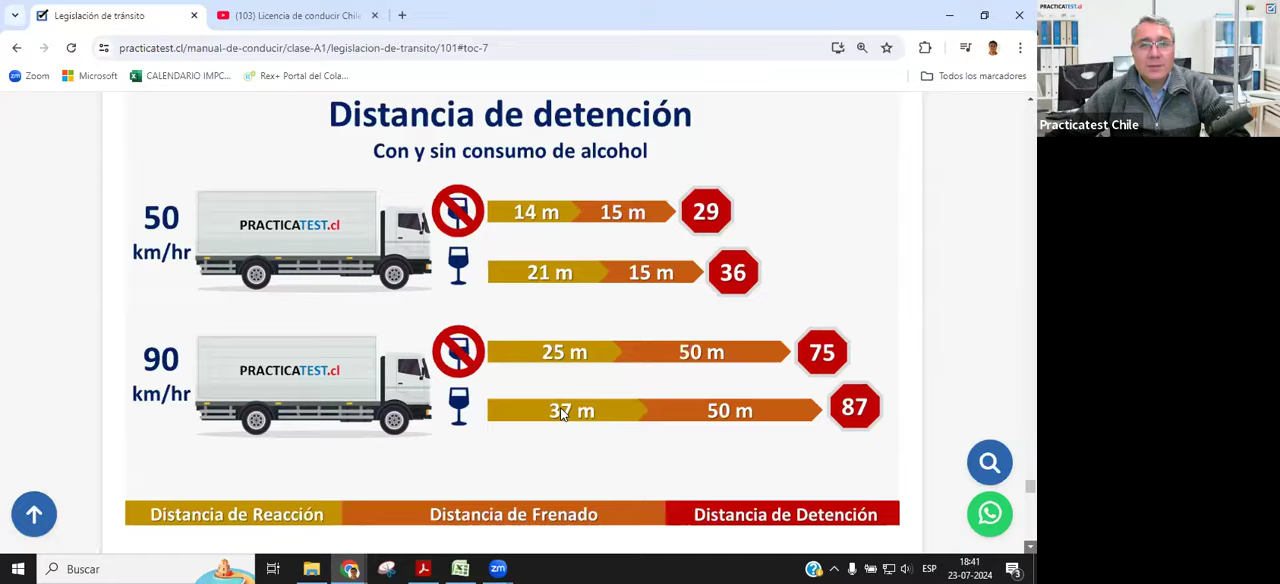 Legislación de tránsito
(103) Licencia de conducir Chile
practicatest.cl/manual-de-conducir/clase-A1/legislacion-de-transito/101#toc-7
Zoom
Microsoft
CALENDARIO IMPC...
Rex+ Portal del Cola...
Todos los marcadores
PRACTICATEST.cl
Practicatest Chile
Distancia de detención
Con y sin consumo de alcohol
50
km/hr
PRACTICATEST.cl
14 m
15 m
29
21 m
15 m
36
90
km/hr
PRACTICATEST.cl
25 m
50 m
75
37 m
50 m
87
Distancia de Reacción
Distancia de Frenado
Distancia de Detención
Buscar
zm
ESP
18:41
23-07-2024
3